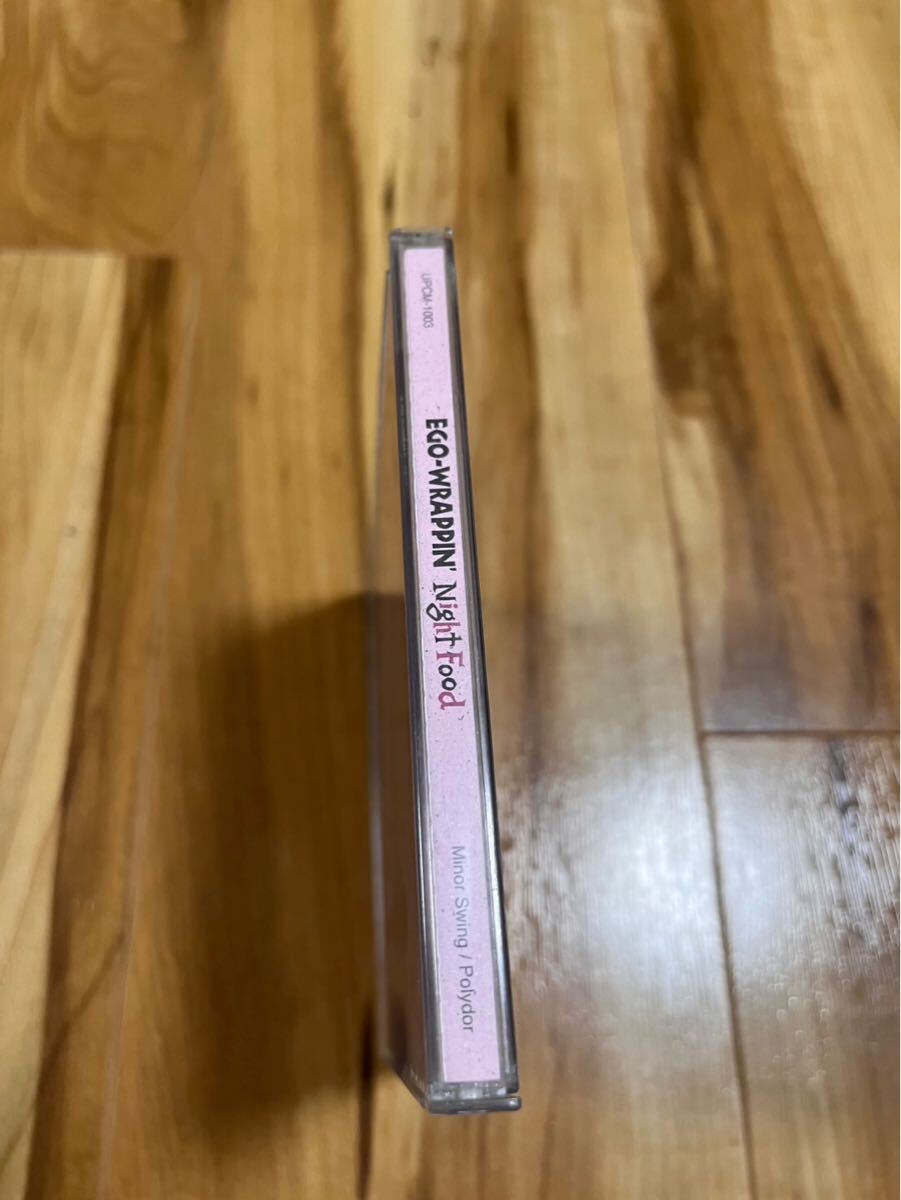 UPCM-1003
EGO-WRAPPIN' Night Food
Minor Swing / Polydor